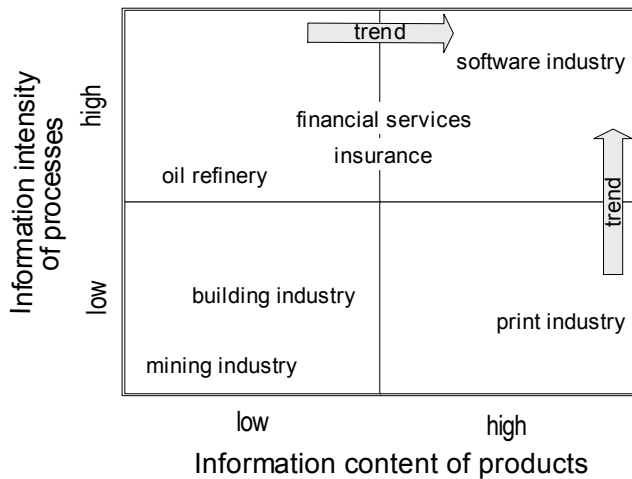 trend
software industry
financial services
insurance
oil refinery
trend
building industry
print industry
mining industry
Information intensity
of processes
high
low
low
high
Information content of products